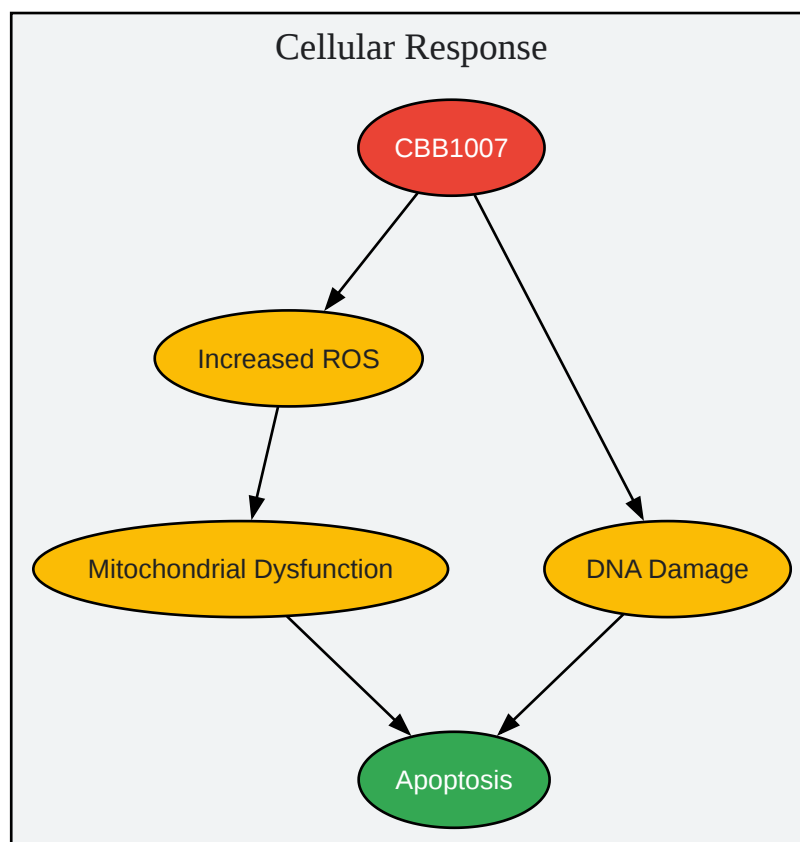 Cellular Response
CBB1007
Increased ROS
Mitochondrial Dysfunction
DNA Damage
Apoptosis